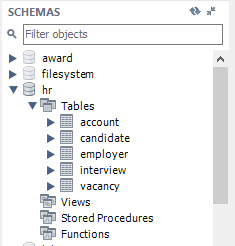 SCHEMAS
Filter objects
award
filesystem
hr
Tables
account
candidate
employer
interview
vacancy
Views
Stored Procedures
Functions